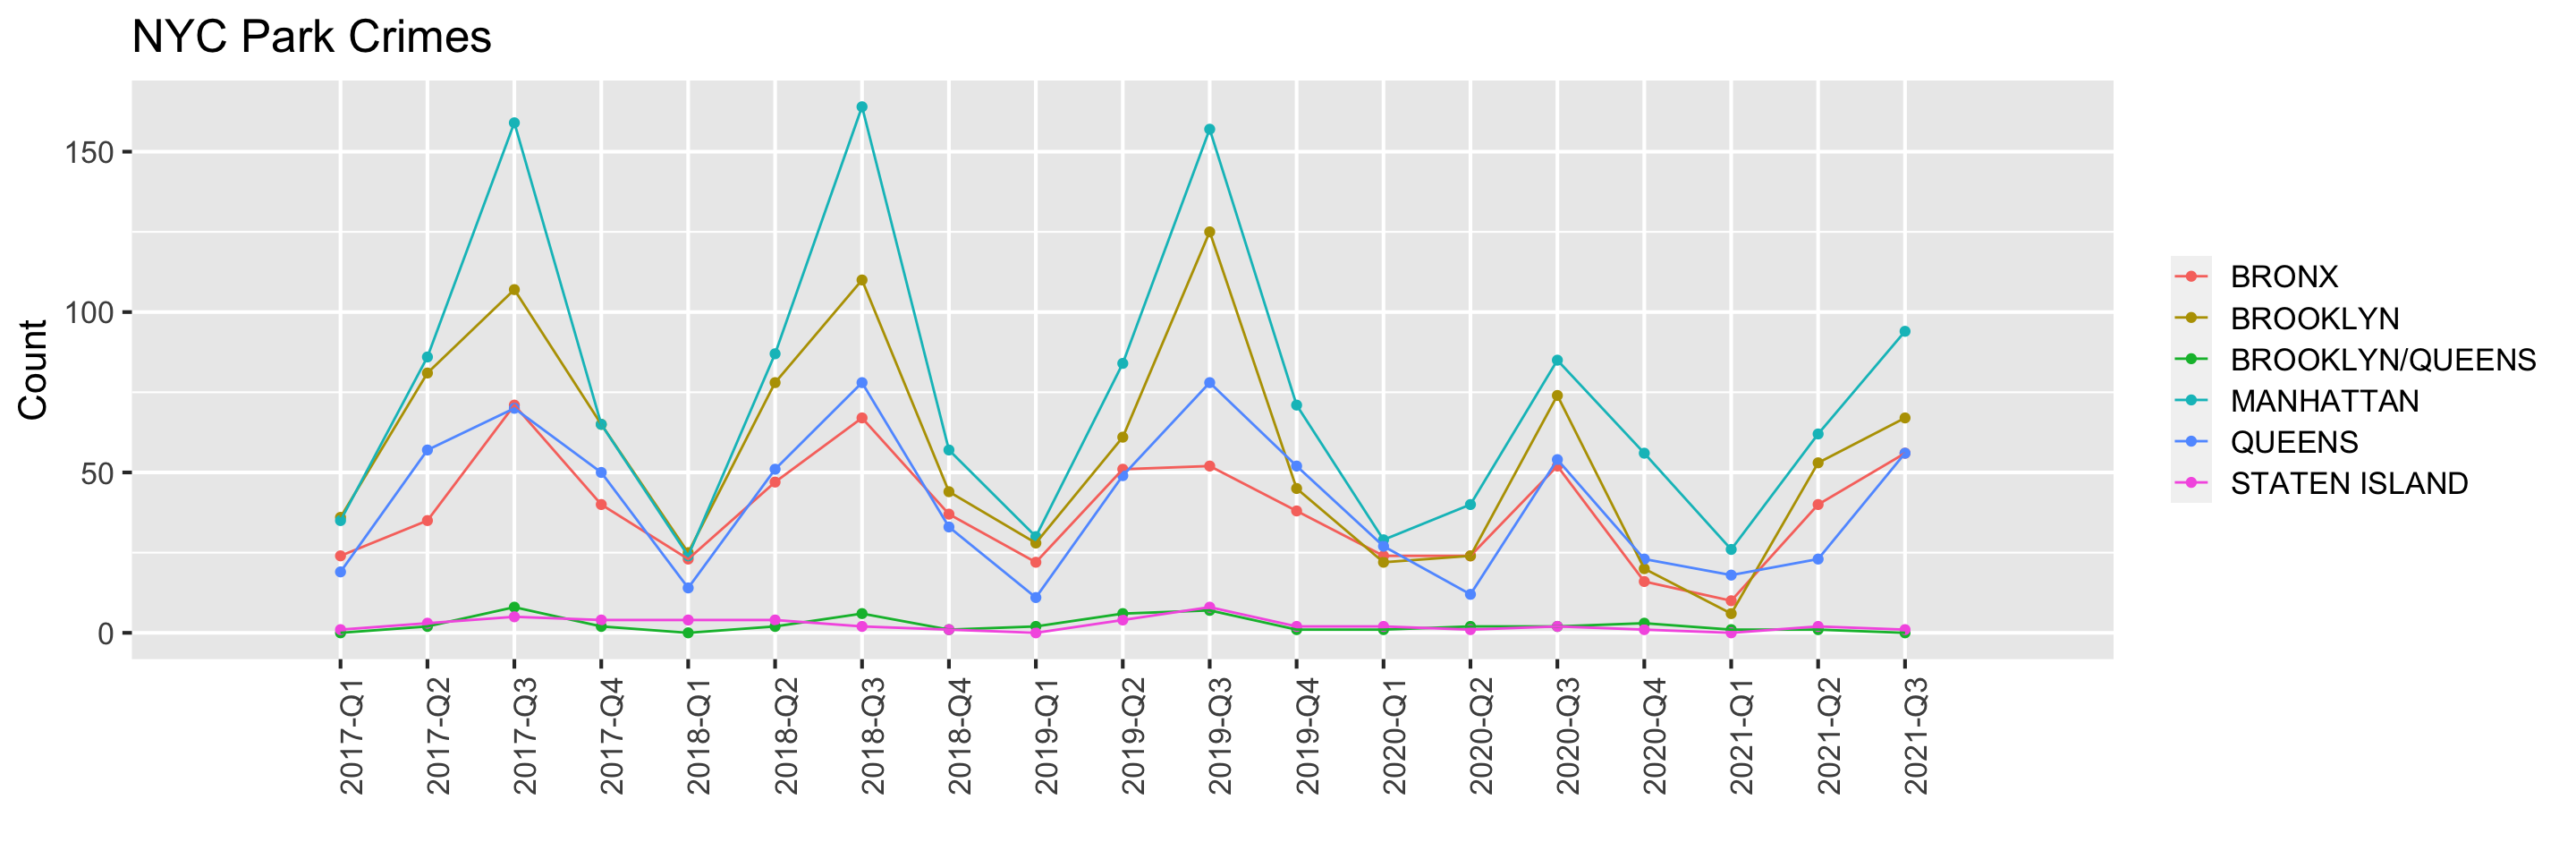 NYC Park Crimes
Count
150
100
50
0
2017-Q1
2017-Q2
2017-Q3
2017-Q4
2018-Q1
2018-Q2
2018-Q3
2018-Q4
2019-Q1
2019-Q2
2019-Q3
2019-Q4
2020-Q1
2020-Q2
2020-Q3
2020-Q4
2021-Q1
2021-Q2
2021-Q3
BRONX
BROOKLYN
BROOKLYN/QUEENS
MANHATTAN
QUEENS
STATEN ISLAND